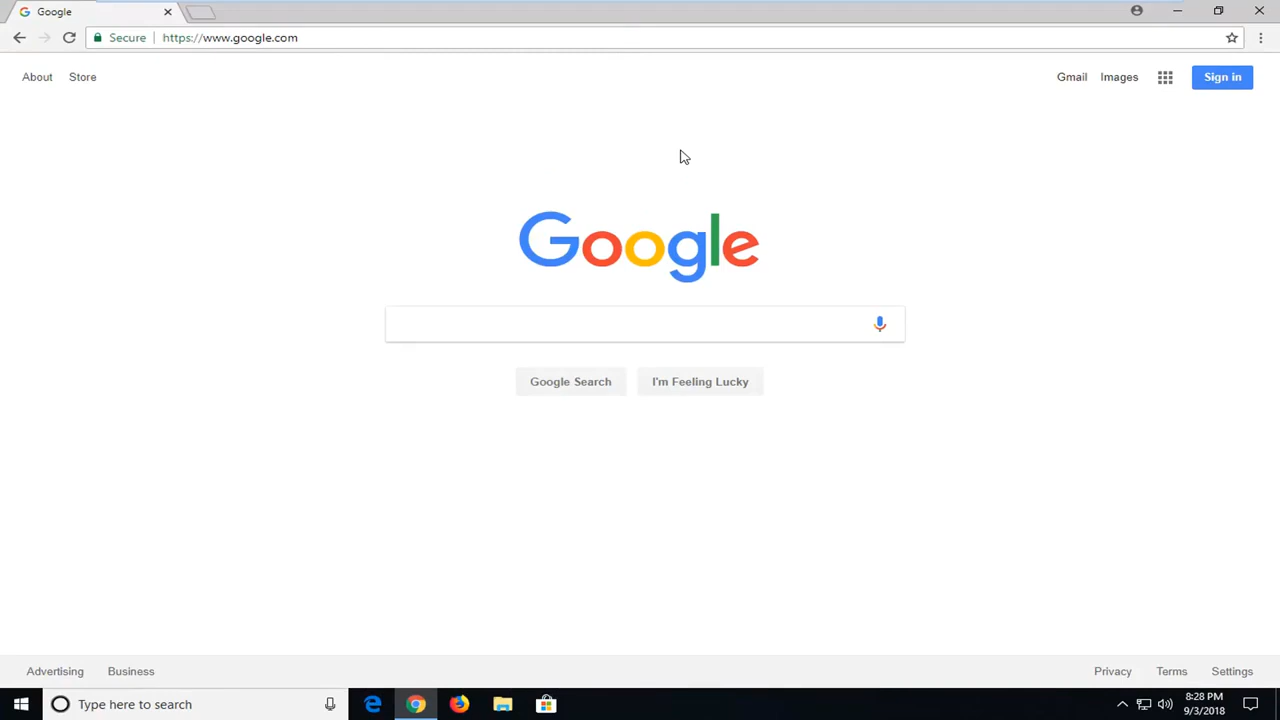 Google
Secure https://www.google.com
About Store
Gmail Images Sign in
Google
Google Search I'm Feeling Lucky
Advertising Business
Privacy Terms Settings
Type here to search
8:28 PM
9/3/2018